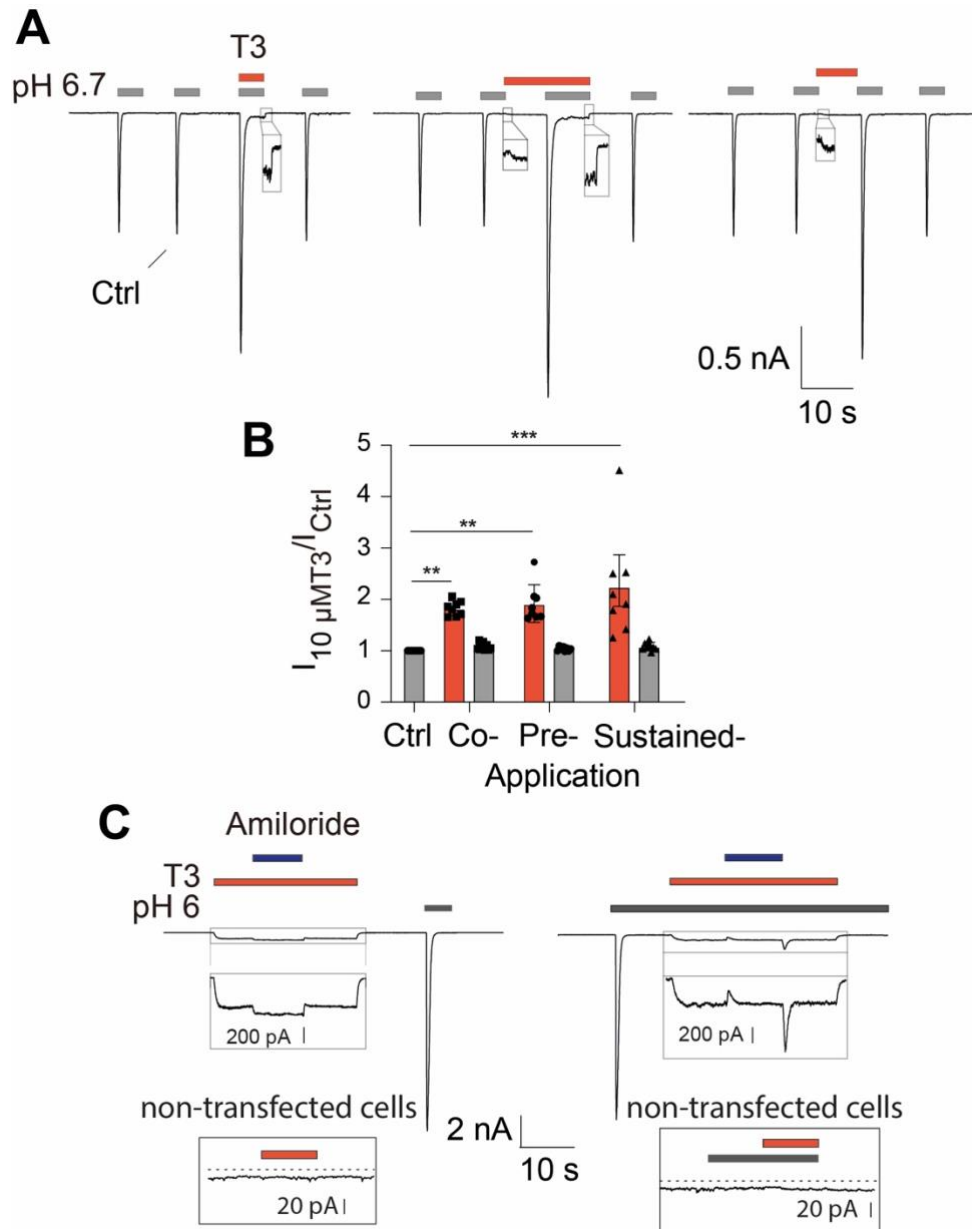 A
T3
pH 6.7
Ctrl
0.5 nA
10 s
B
***
**
**
I10 µMT3/ICtrl
5
4
3
2
1
0
Ctrl Co- Pre- Sustained-
Application
C
Amiloride
T3
pH 6
200 pA
200 pA
non-transfected cells
20 pA
2 nA
10 s
non-transfected cells
20 pA